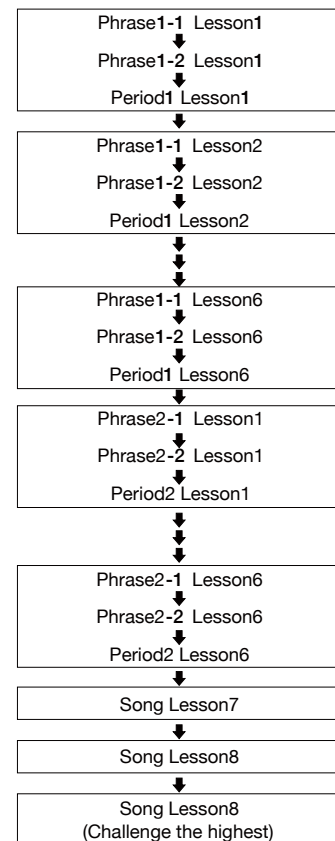 Phrase1-1 Lesson1
Phrase1-2 Lesson1
Period1 Lesson1
Phrase1-1 Lesson2
Phrase1-2 Lesson2
Period1 Lesson2
Phrase1-1 Lesson6
Phrase1-2 Lesson6
Period1 Lesson6
Phrase2-1 Lesson1
Phrase2-2 Lesson1
Period2 Lesson1
Phrase2-1 Lesson6
Phrase2-2 Lesson6
Period2 Lesson6
Song Lesson7
Song Lesson8
Song Lesson8
(Challenge the highest)